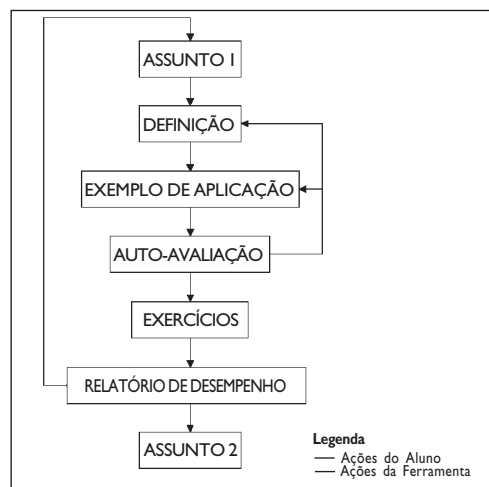 ASSUNTO 1
DEFINIÇÃO
EXEMPLO DE APLICAÇÃO
AUTO-AVALIAÇÃO
EXERCÍCIOS
RELATÓRIO DE DESEMPENHO
ASSUNTO 2
Legenda
Ações do Aluno
Ações da Ferramenta